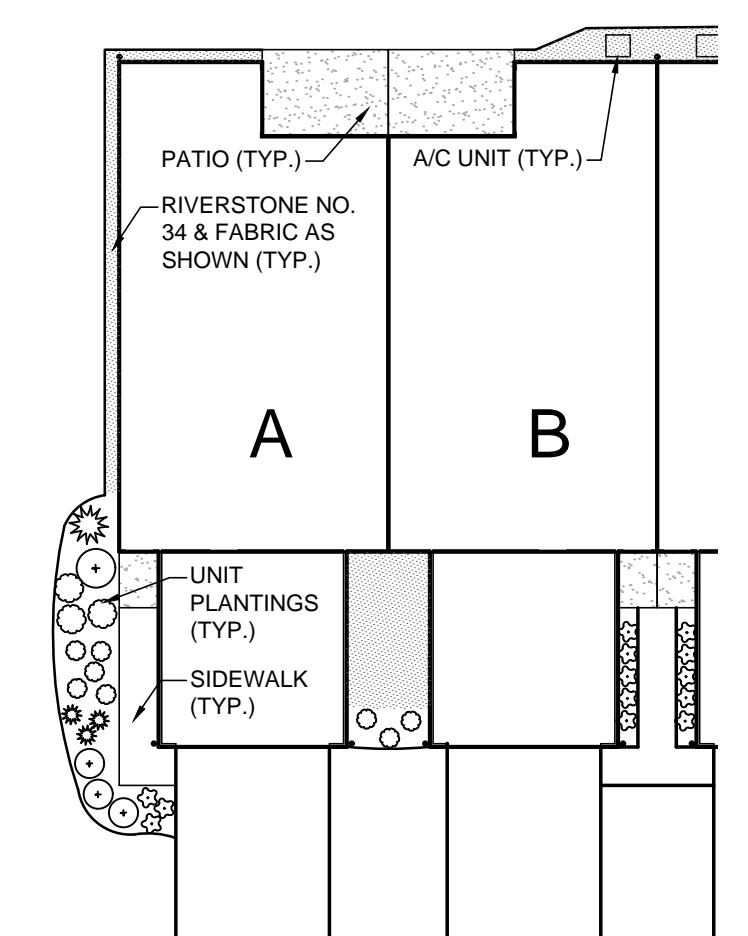 PATIO (TYP.)
A/C UNIT (TYP.)
RIVERSTONE NO.
34 & FABRIC AS
SHOWN (TYP.)
A
B
UNIT
PLANTINGS
(TYP.)
SIDEWALK
(TYP.)